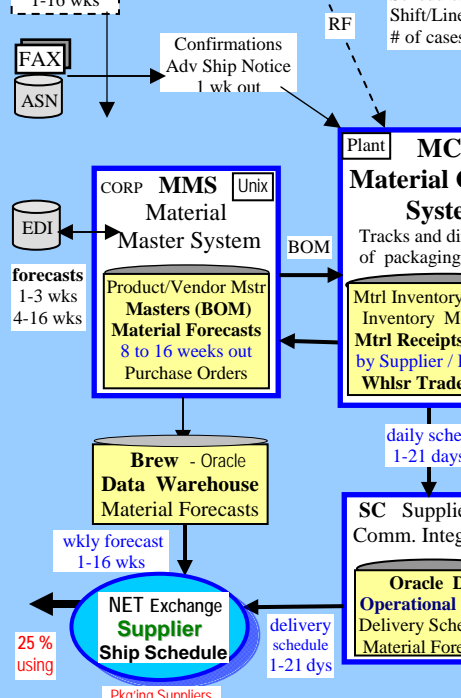 1-16 wks
RF
Shift/Line
# of cases
Confirmations
Adv Ship Notice
1 wk out
FAX
ASN
Plant
MC
Material
Syste
Tracks and di
of packaging
CORP MMS Unix
Material
Master System
EDI
BOM
forecasts
1-3 wks
4-16 wks
Product/Vendor Mstr
Masters (BOM)
Material Forecasts
8 to 16 weeks out
Purchase Orders
Mtrl Inventory
Inventory M
Mtrl Receipts
by Supplier /
Whlsr Trade
daily sche
1-21 days
Brew - Oracle
Data Warehouse
Material Forecasts
SC Supplie
Comm. Integ
wkly forecast
1-16 wks
Oracle D
Operational
Delivery Sche
Material Fore
NET Exchange
Supplier
Ship Schedule
delivery
schedule
1-21 dys
25 %
using
Pkg'ing Suppliers